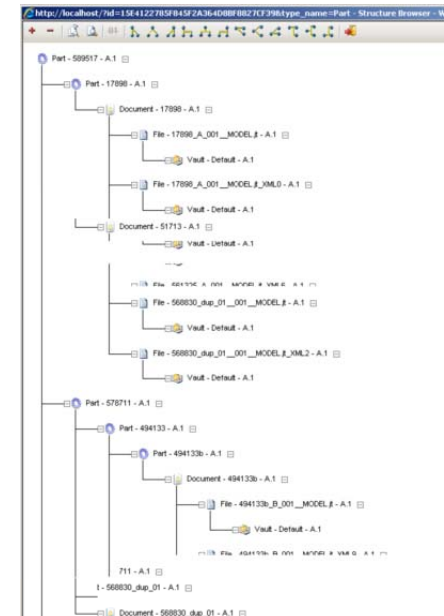 http://localhost/?id=15E4122785F845F2A364D8BF8827CF39&type_name=Part - Structure Browser - W
Part - 589517 - A.1
Part - 17898 - A.1
Document - 17898 - A.1
File - 17898_A_001__MODEL.jt - A.1
Vault - Default - A.1
File - 17898_A_001__MODEL.jt_XML0 - A.1
Vault - Default - A.1
Document - 51713 - A.1
Vault - Default - A.1
File - 568830_dup_01__001__MODEL.jt - A.1
Vault - Default - A.1
File - 568830_dup_01__001__MODEL.jt_XML2 - A.1
Vault - Default - A.1
Part - 578711 - A.1
Part - 494133 - A.1
Part - 494133b - A.1
Document - 494133b - A.1
File - 494133b_B_001__MODEL.jt - A.1
Vault - Default - A.1
711 - A.1
t - 568830_dup_01 - A.1
Document - 568830_dup_01 - A.1